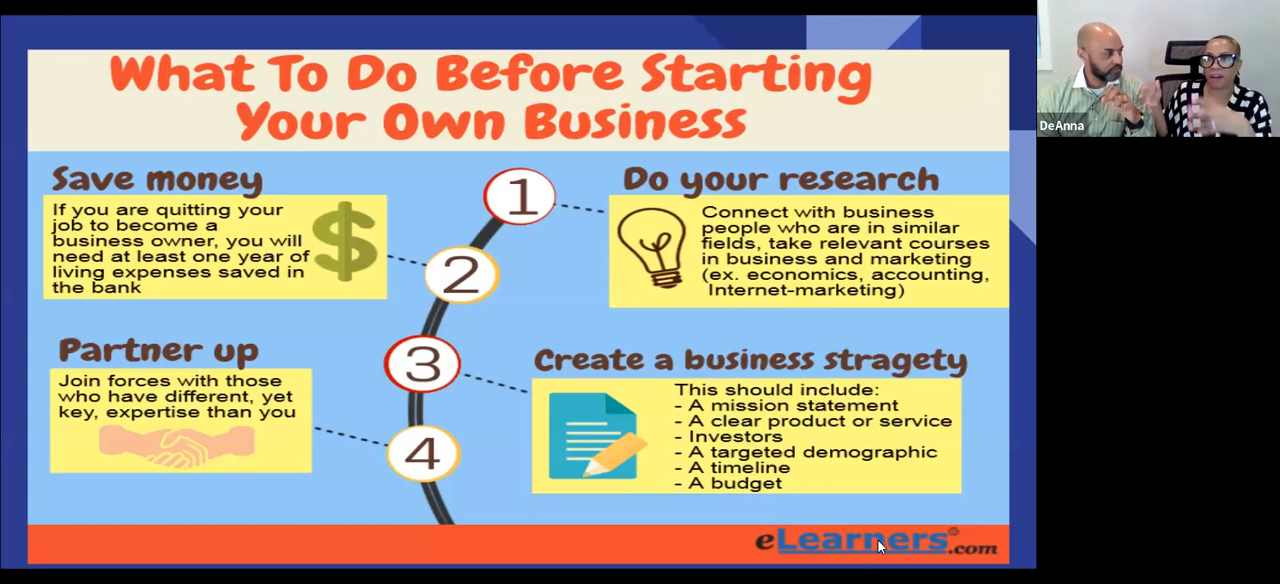 What To Do Before Starting
Your Own Business
1
Do your research
Connect with business
people who are in similar
fields, take relevant courses
in business and marketing
(ex. economics, accounting,
Internet-marketing)
Save money
If you are quitting your
job to become a
business owner, you will
need at least one year of
living expenses saved in
the bank
2
3
Create a business stragety
This should include:
- A mission statement
- A clear product or service
- Investors
- A targeted demographic
- A timeline
- A budget
Partner up
Join forces with those
who have different, yet
key, expertise than you
4
eLearners.com
DeAnna